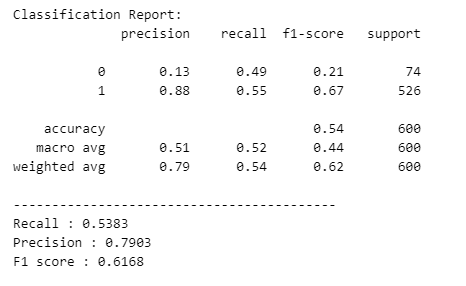 Classification Report:
precision recall f1-score support
0 0.13 0.49 0.21 74
1 0.88 0.55 0.67 526
accuracy 0.54 600
macro avg 0.51 0.52 0.44 600
weighted avg 0.79 0.54 0.62 600
-----------------------------------------
Recall : 0.5383
Precision : 0.7903
F1 score : 0.6168